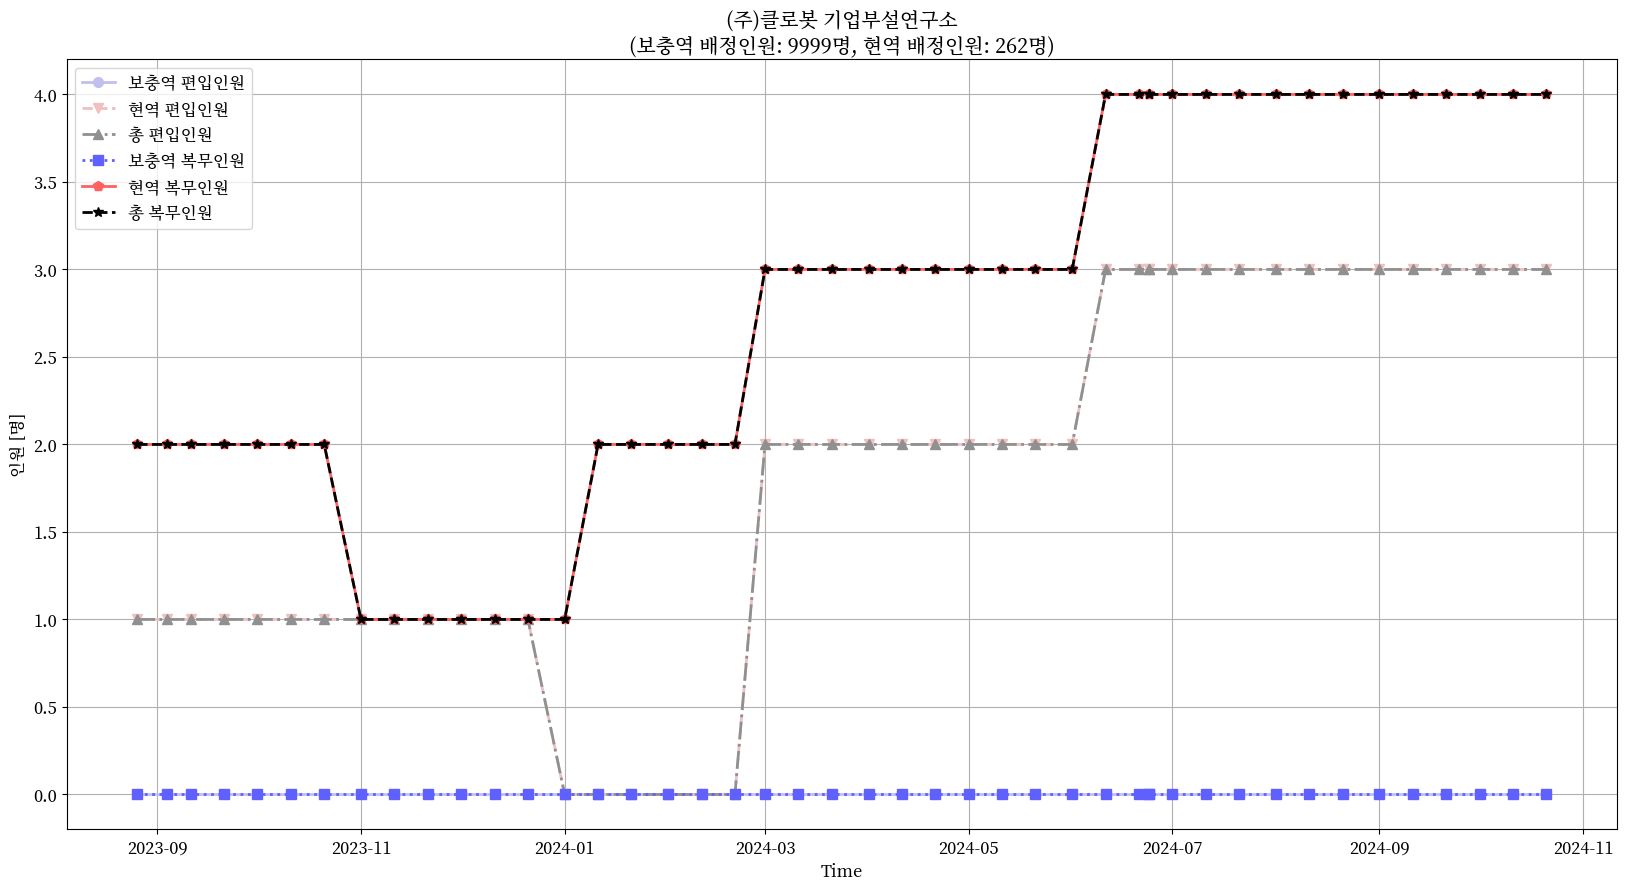 (주)클로봇 기업부설연구소
(보충역 배정인원: 9999명, 현역 배정인원: 262명)
보충역 편입인원
현역 편입인원
총 편입인원
보충역 복무인원
현역 복무인원
총 복무인원
4.0
3.5
3.0
2.5
2.0
1.5
1.0
0.5
0.0
인원 [명]
2023-09 2023-11 2024-01 2024-03 2024-05 2024-07 2024-09 2024-11
Time